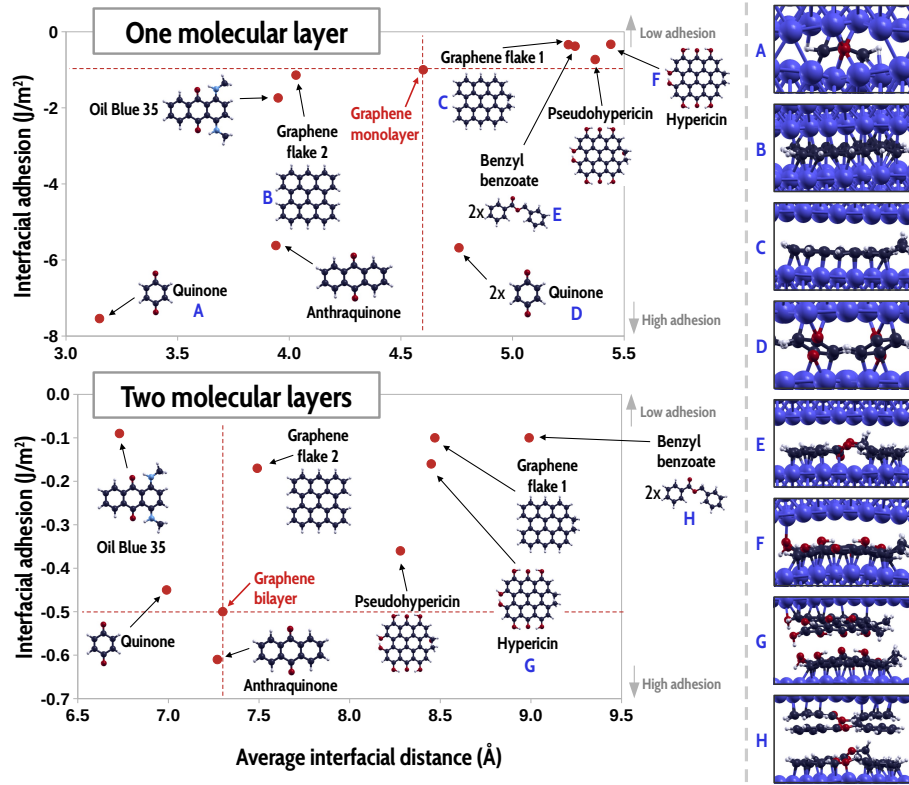 One molecular layer
Interfacial adhesion (J/m²)
0
-2
-4
-6
-8
3.0
3.5
4.0
4.5
5.0
5.5
Low adhesion
High adhesion
Oil Blue 35
Graphene
flake 2
B
Graphene
monolayer
Graphene flake 1
C
Benzyl
benzoate
2x
E
Pseudohypericin
F
Hypericin
Quinone
A
Anthraquinone
2x
Quinone
D
Two molecular layers
Interfacial adhesion (J/m²)
0.0
-0.1
-0.2
-0.3
-0.4
-0.5
-0.6
-0.7
6.5
7.0
7.5
8.0
8.5
9.0
9.5
Average interfacial distance (Å)
Low adhesion
High adhesion
Oil Blue 35
Graphene
flake 2
Graphene
flake 1
Benzyl
benzoate
2x
H
Quinone
Graphene
bilayer
Anthraquinone
Pseudohypericin
Hypericin
G
A
B
C
D
E
F
G
H